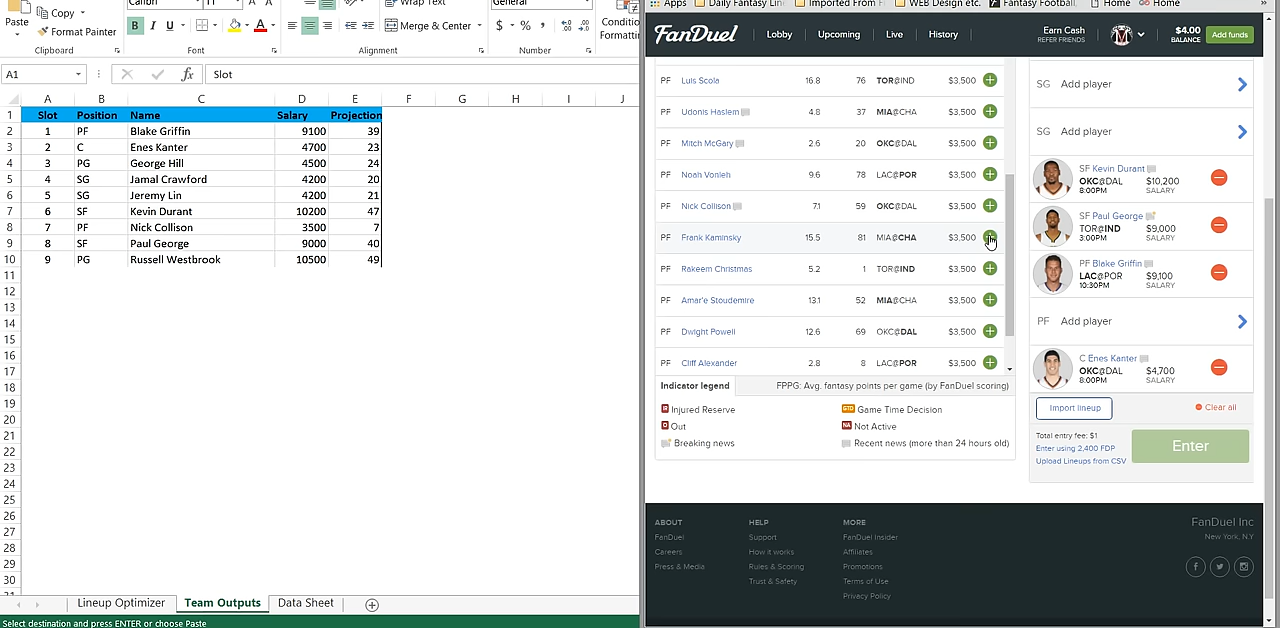 Copy
Paste
Format Painter
Clipboard
Calibri
11
B I U
Font
Wrap Text
Merge & Center
Alignment
General
$ % ,
Number
Conditio
Formattin
A1
fx
Slot
A B C D E F G H I J
1 Slot Position Name Salary Projection
2 1 PF Blake Griffin 9100 39
3 2 C Enes Kanter 4700 23
4 3 PG George Hill 4500 24
5 4 SG Jamal Crawford 4200 20
6 5 SG Jeremy Lin 4200 21
7 6 SF Kevin Durant 10200 47
8 7 PF Nick Collison 3500 7
9 8 SF Paul George 9000 40
10 9 PG Russell Westbrook 10500 49
11
12
13
14
15
16
17
18
19
20
21
22
23
24
25
26
27
28
29
30
Lineup Optimizer Team Outputs Data Sheet
Select destination and press ENTER or choose Paste
Apps Daily Fantasy Lin Imported From F WEB Design etc. Fantasy Football. Home Home »
FanDuel
Lobby Upcoming Live History
Earn Cash
REFER FRIENDS
$4.00
BALANCE
Add funds
PF Luis Scola 16.8 76 TOR@IND $3,500
PF Udonis Haslem 4.8 37 MIA@CHA $3,500
PF Mitch McGary 2.6 20 OKC@DAL $3,500
PF Noah Vonleh 9.6 78 LAC@POR $3,500
PF Nick Collison 7.1 59 OKC@DAL $3,500
PF Frank Kaminsky 15.5 81 MIA@CHA $3,500
PF Rakeem Christmas 5.2 1 TOR@IND $3,500
PF Amar'e Stoudemire 13.1 52 MIA@CHA $3,500
PF Dwight Powell 12.6 69 OKC@DAL $3,500
PF Cliff Alexander 2.8 8 LAC@POR $3,500
Indicator legend
FPPG: Avg. fantasy points per game (by FanDuel scoring)
IR Injured Reserve
GTD Game Time Decision
O Out
NA Not Active
Breaking news
Recent news (more than 24 hours old)
SG Add player
SG Add player
SF Kevin Durant
OKC@DAL $10,200
8:00PM SALARY
SF Paul George
TOR@IND $9,000
3:00PM SALARY
PF Blake Griffin
LAC@POR $9,100
10:30PM SALARY
PF Add player
C Enes Kanter
OKC@DAL $4,700
8:00PM SALARY
Import lineup
Clear all
Total entry fee: $1
Enter using 2,400 FDP
Upload Lineups from CSV
Enter
ABOUT
FanDuel
Careers
Press & Media
HELP
Support
How it works
Rules & Scoring
Trust & Safety
MORE
FanDuel Insider
Affiliates
Promotions
Terms of Use
Privacy Policy
FanDuel Inc
New York, N.Y